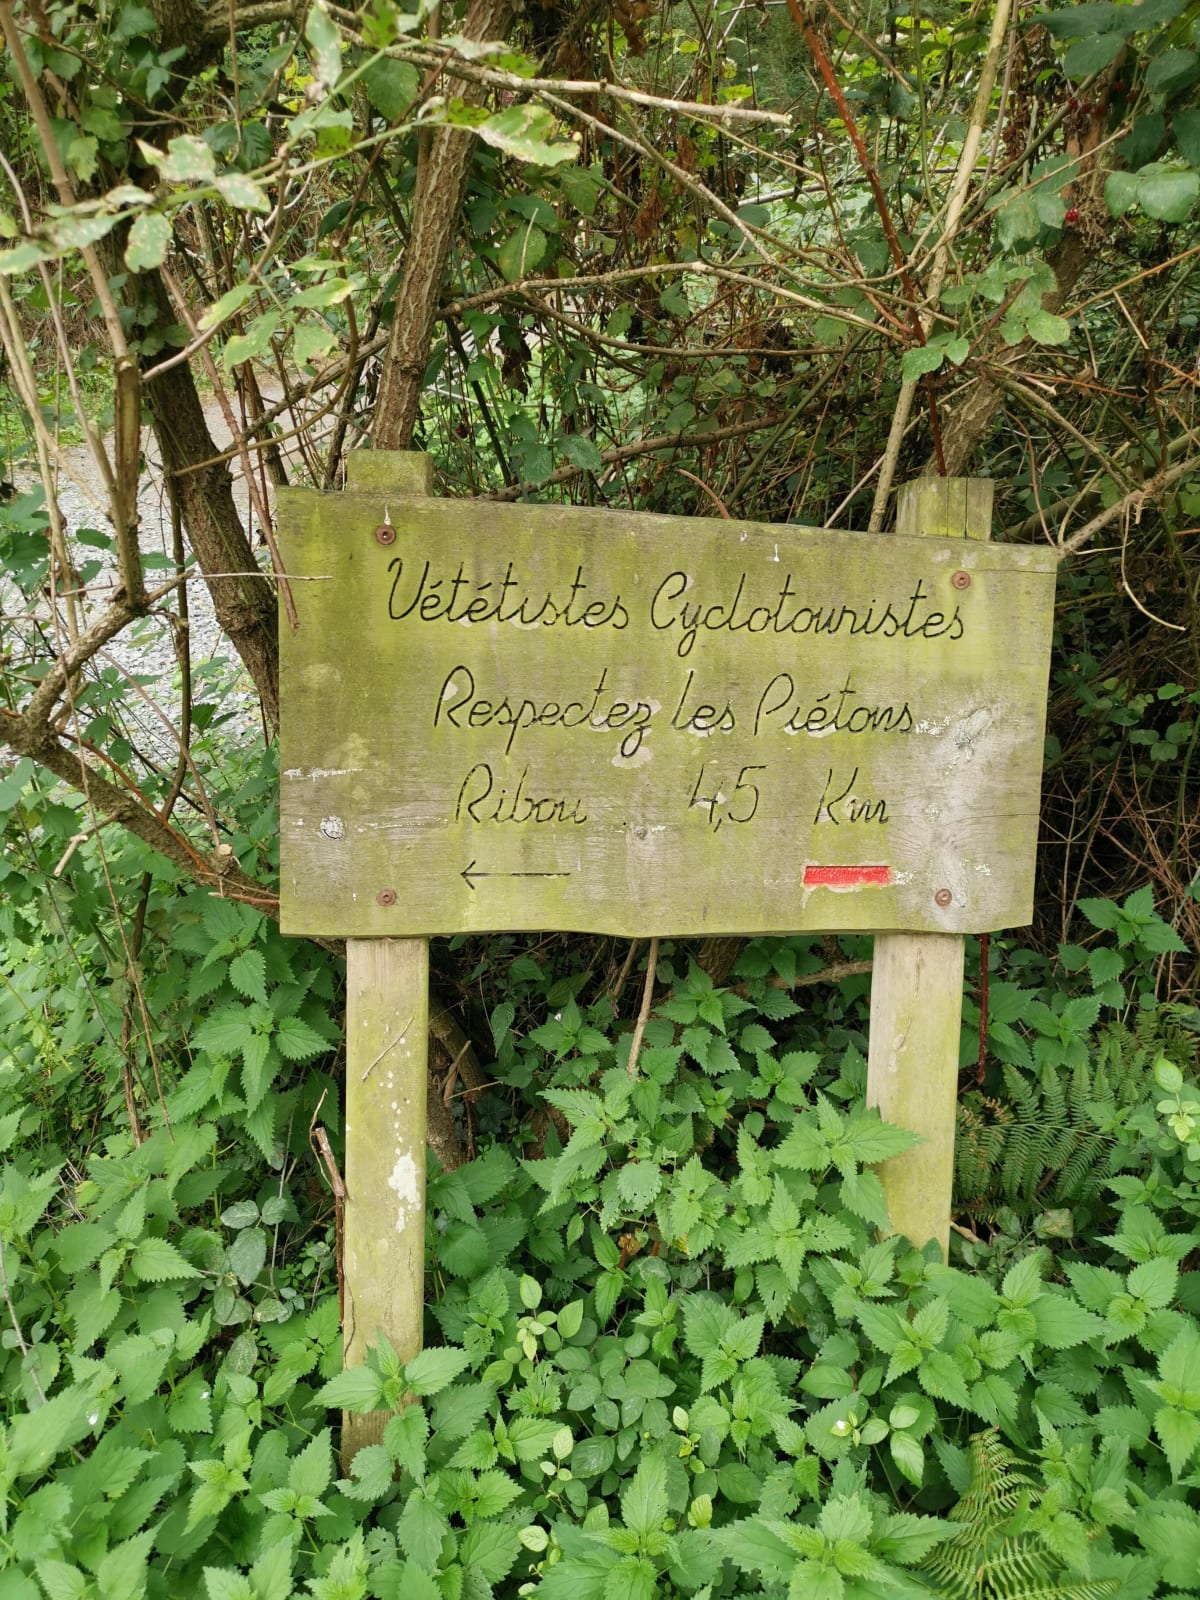 Vététistes Cyclotouristes
Respectez les Piétons
Ribou 4,5 Km